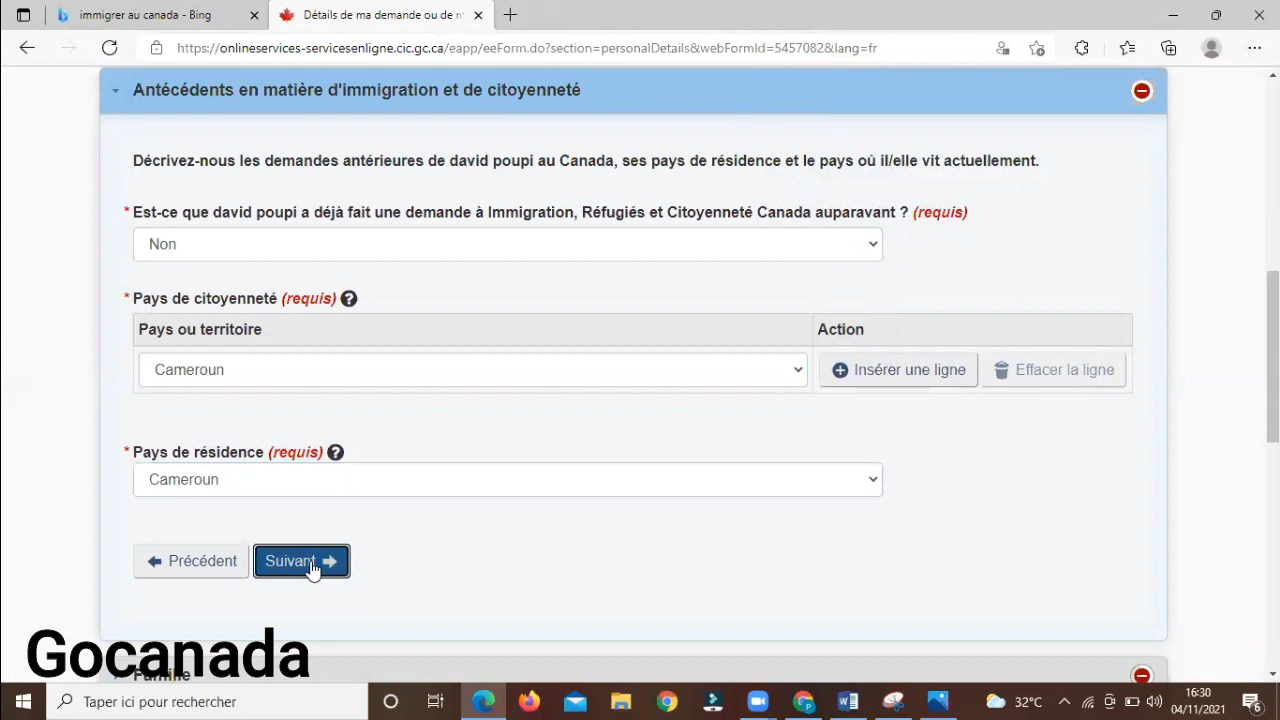 immigrer au canada - Bing
Détails de ma demande ou de n
https://onlineservices-servicesenligne.cic.gc.ca/eapp/eeForm.do?section=personalDetails&webFormId=5457082&lang=fr
Antécédents en matière d'immigration et de citoyenneté
Décrivez-nous les demandes antérieures de david poupi au Canada, ses pays de résidence et le pays où il/elle vit actuellement.
* Est-ce que david poupi a déjà fait une demande à Immigration, Réfugiés et Citoyenneté Canada auparavant ? (requis)
Non
* Pays de citoyenneté (requis) ?
Pays ou territoire Action
Cameroun Insérer une ligne Effacer la ligne
* Pays de résidence (requis) ?
Cameroun
Précédent Suivant
Gocanada
Famille
Taper ici pour rechercher
32°C
16:30
04/11/2021
6